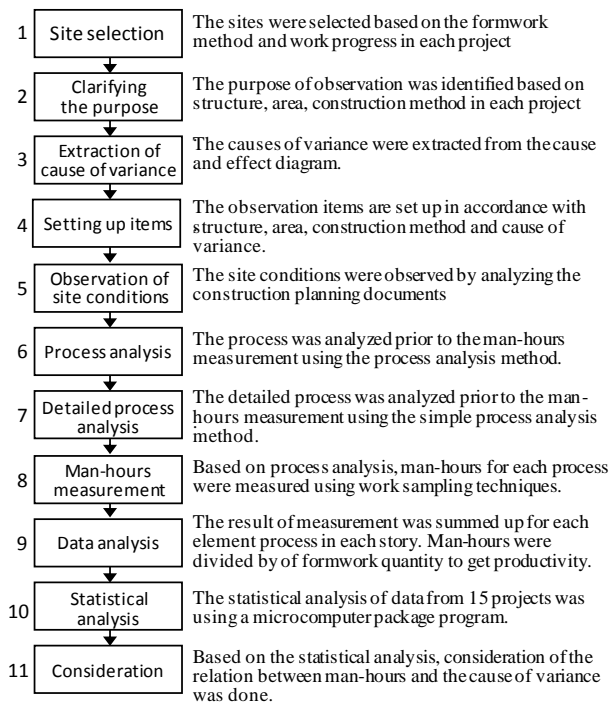 1 Site selection
The sites were selected based on the formwork
method and work progress in each project
2 Clarifying
the purpose
The purpose of observation was identified based on
structure, area, construction method in each project
3 Extraction of
cause of variance
The causes of variance were extracted from the cause
and effect diagram.
4 Setting up items
The observation items are set up in accordance with
structure, area, construction method and cause of
variance.
5 Observation of
site conditions
The site conditions were observed by analyzing the
construction planning documents
6 Process analysis
The process was analyzed prior to the man-hours
measurement using the process analysis method.
7 Detailed process
analysis
The detailed process was analyzed prior to the man-
hours measurement using the simple process analysis
method.
8 Man-hours
measurement
Based on process analysis, man-hours for each process
were measured using work sampling techniques.
9 Data analysis
The result of measurement was summed up for each
element process in each story. Man-hours were
divided by of formwork quantity to get productivity.
10 Statistical
analysis
The statistical analysis of data from 15 projects was
using a microcomputer package program.
11 Consideration
Based on the statistical analysis, consideration of the
relation between man-hours and the cause of variance
was done.